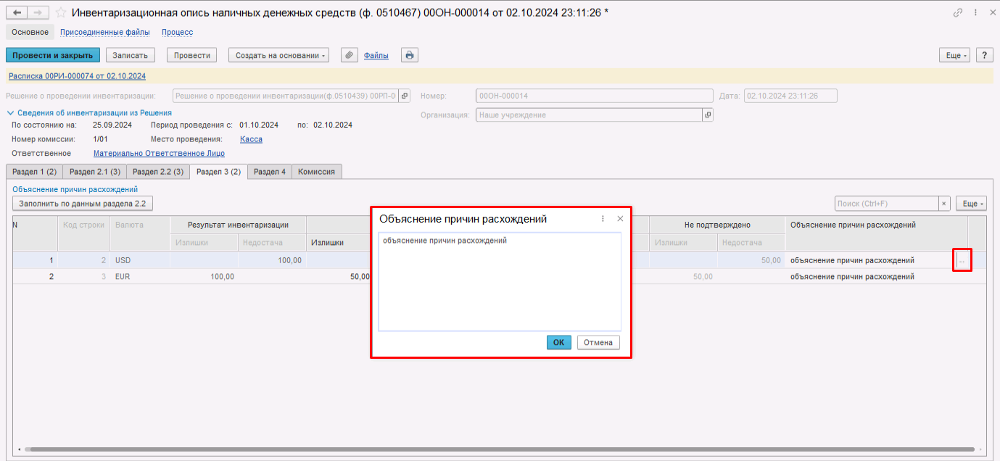 Инвентаризационная опись наличных денежных средств (ф. 0510467) 00ОН-000014 от 02.10.2024 23:11:26 *
Основное Присоединенные файлы Процесс
Провести и закрыть Записать Провести Создать на основании Файлы Еще ?
Расписка 00РИ-000074 от 02.10.2024
Решение о проведении инвентаризации: Решение о проведении инвентаризации(ф.0510439) 00РП-0 Номер: 00ОН-000014 Дата: 02.10.2024 23:11:26
Организация: Наше учреждение
Сведения об инвентаризации из Решения
По состоянию на: 25.09.2024 Период проведения с: 01.10.2024 по: 02.10.2024
Номер комиссии: 1/01 Место проведения: Касса
Ответственное Материально Ответственное Лицо
Раздел 1 (2) Раздел 2.1 (3) Раздел 2.2 (3) Раздел 3 (2) Раздел 4 Комиссия
Объяснение причин расхождений
Заполнить по данным раздела 2.2 Поиск (Ctrl+F) × Еще
N Код строки Валюта Результат инвентаризации Не подтверждено Объяснение причин расхождений
Излишки Недостача Излишки Излишки Недостача
1 2 USD 100,00 50,00 объяснение причин расхождений ...
2 3 EUR 100,00 50,00 50,00 объяснение причин расхождений
Объяснение причин расхождений
объяснение причин расхождений
ОК Отмена